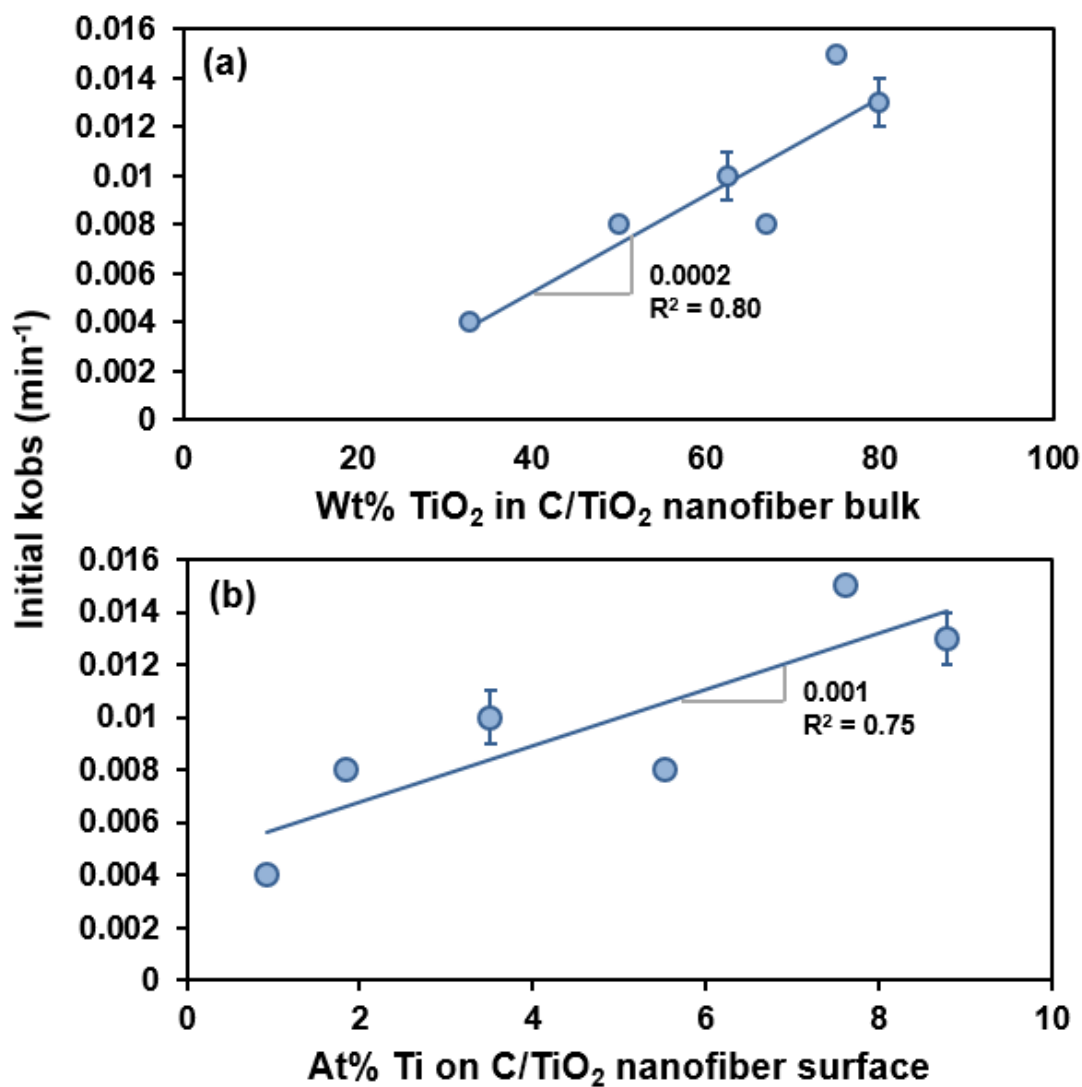 (a)
0.016
0.014
0.012
0.01
0.008
0.006
0.004
0.002
0
0.0002
R² = 0.80
0 20 40 60 80 100
Wt% TiO₂ in C/TiO₂ nanofiber bulk
Initial kobs (min⁻¹)
(b)
0.016
0.014
0.012
0.01
0.008
0.006
0.004
0.002
0
0.001
R² = 0.75
0 2 4 6 8 10
At% Ti on C/TiO₂ nanofiber surface